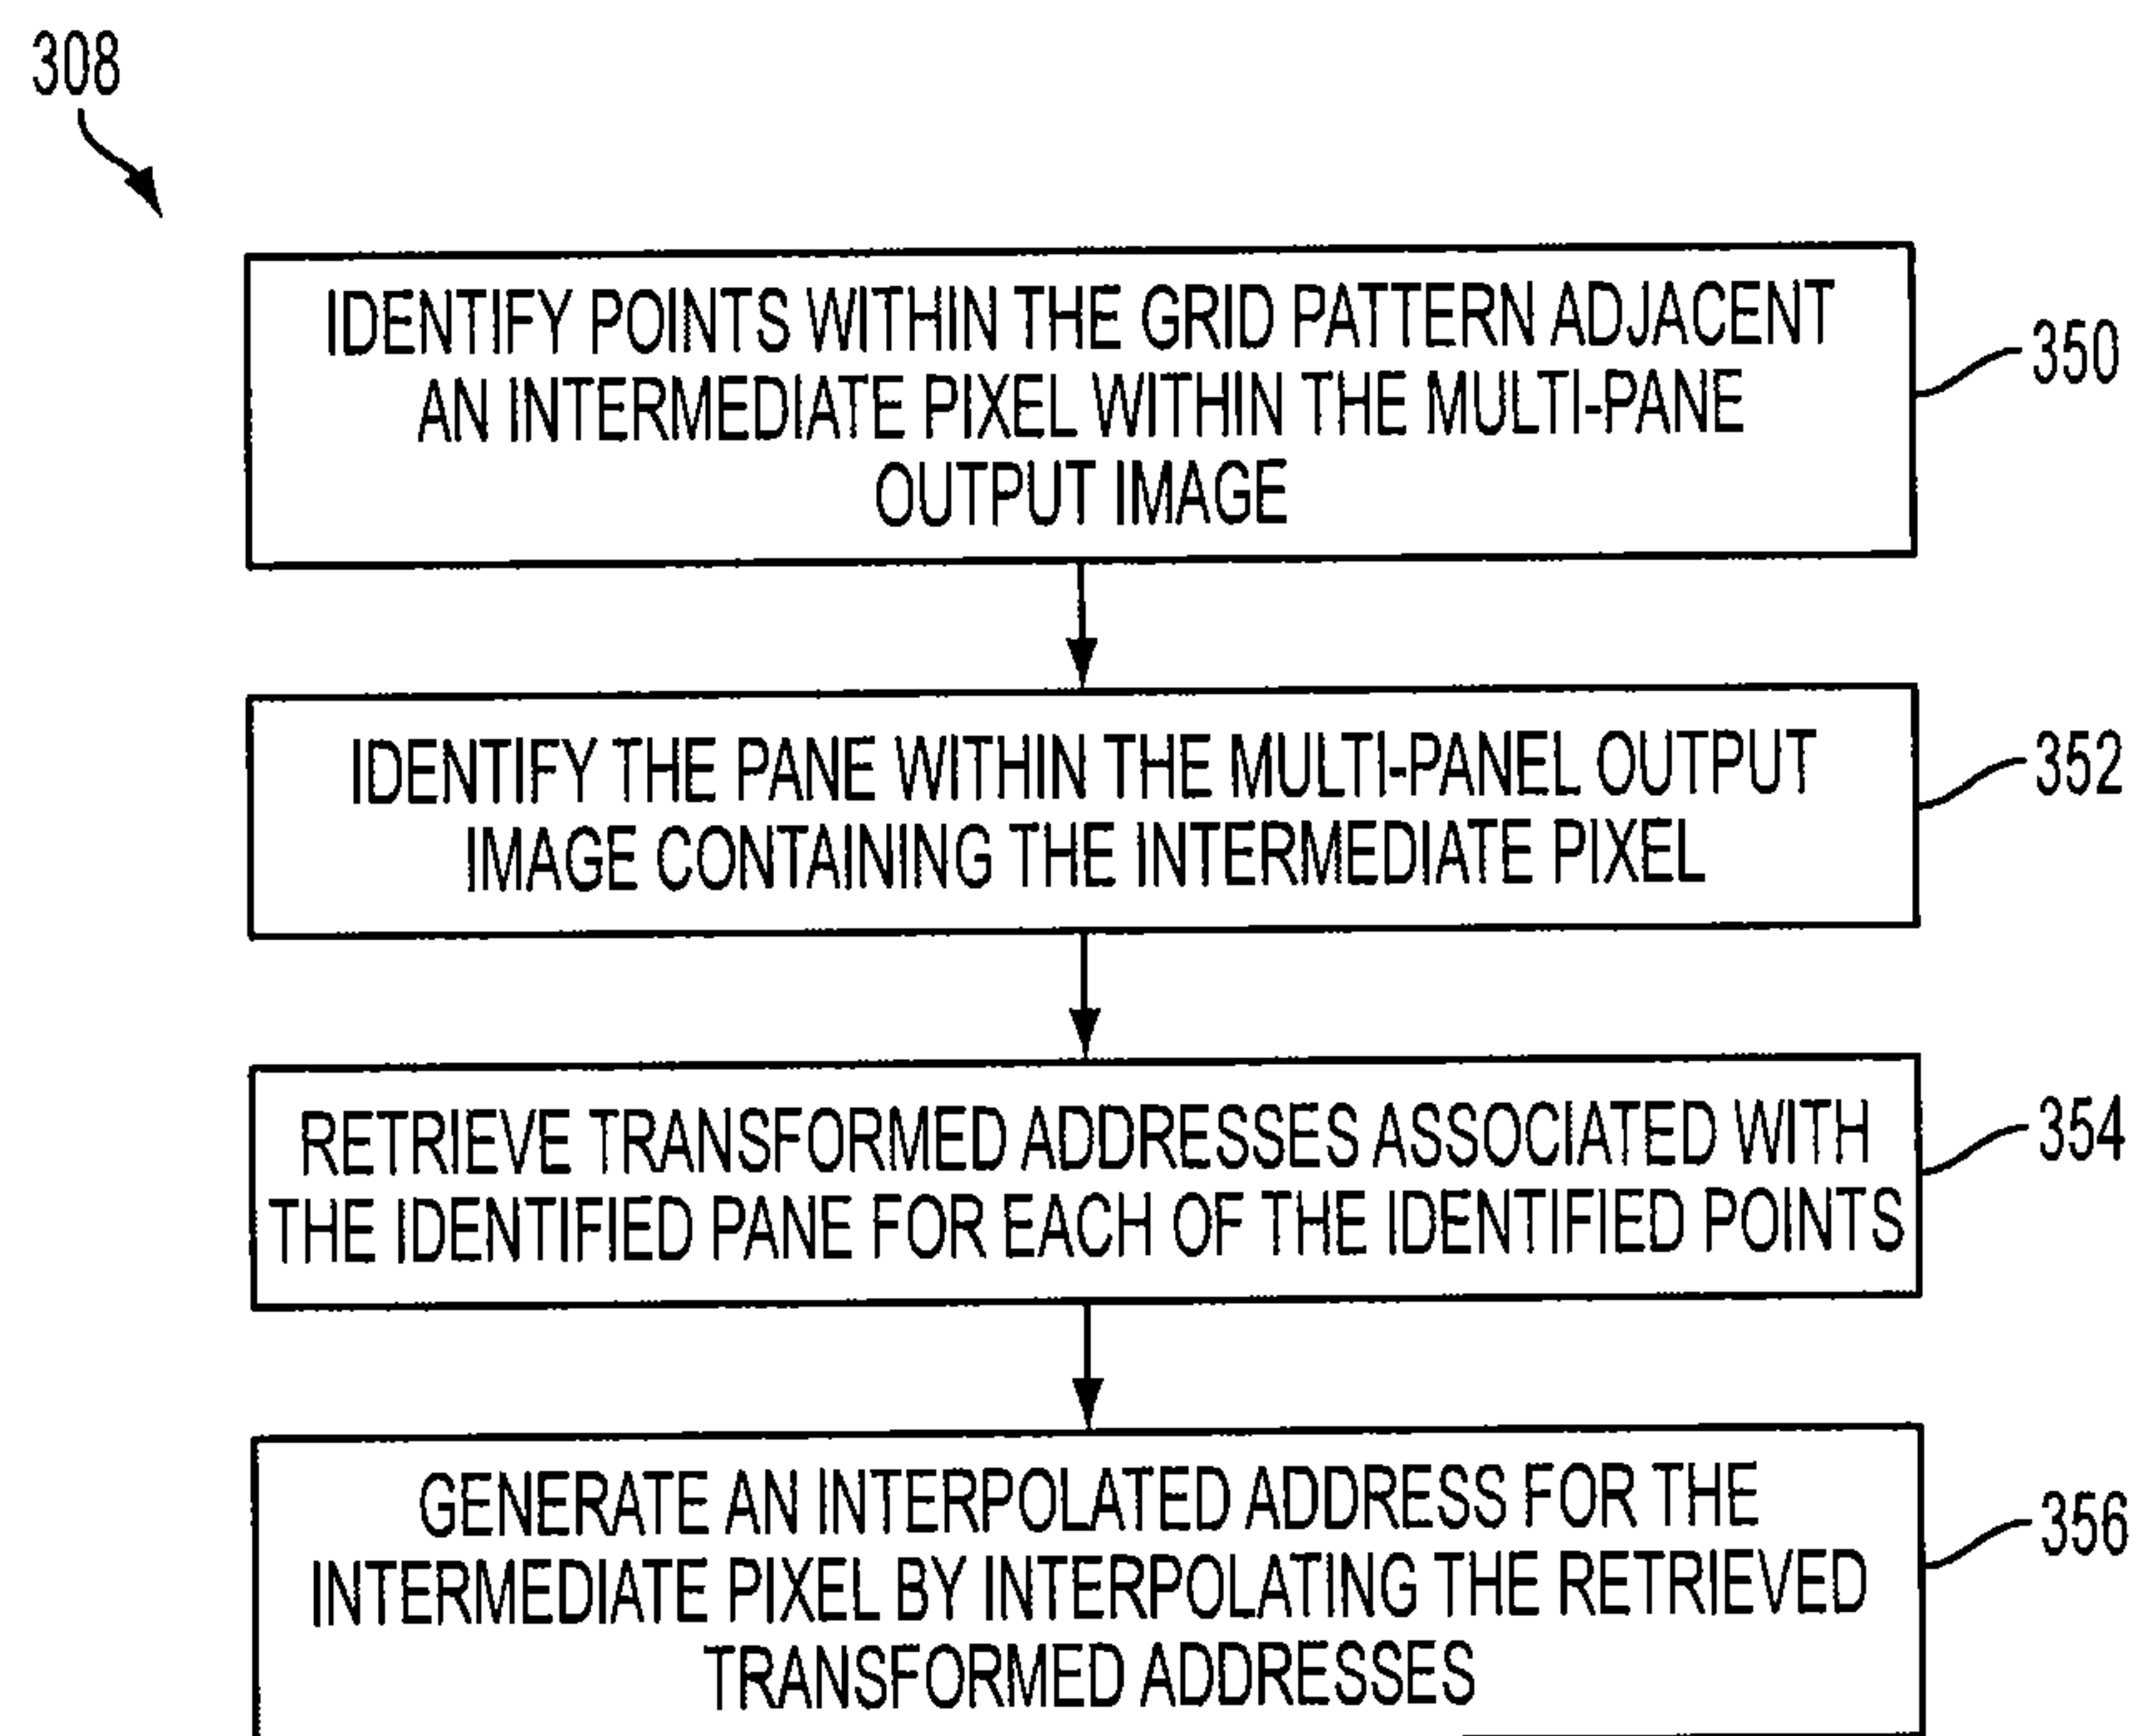 308
IDENTIFY POINTS WITHIN THE GRID PATTERN ADJACENT
AN INTERMEDIATE PIXEL WITHIN THE MULTI-PANE
OUTPUT IMAGE
350
IDENTIFY THE PANE WITHIN THE MULTI-PANEL OUTPUT
IMAGE CONTAINING THE INTERMEDIATE PIXEL
352
RETRIEVE TRANSFORMED ADDRESSES ASSOCIATED WITH
THE IDENTIFIED PANE FOR EACH OF THE IDENTIFIED POINTS
354
GENERATE AN INTERPOLATED ADDRESS FOR THE
INTERMEDIATE PIXEL BY INTERPOLATING THE RETRIEVED
TRANSFORMED ADDRESSES
356